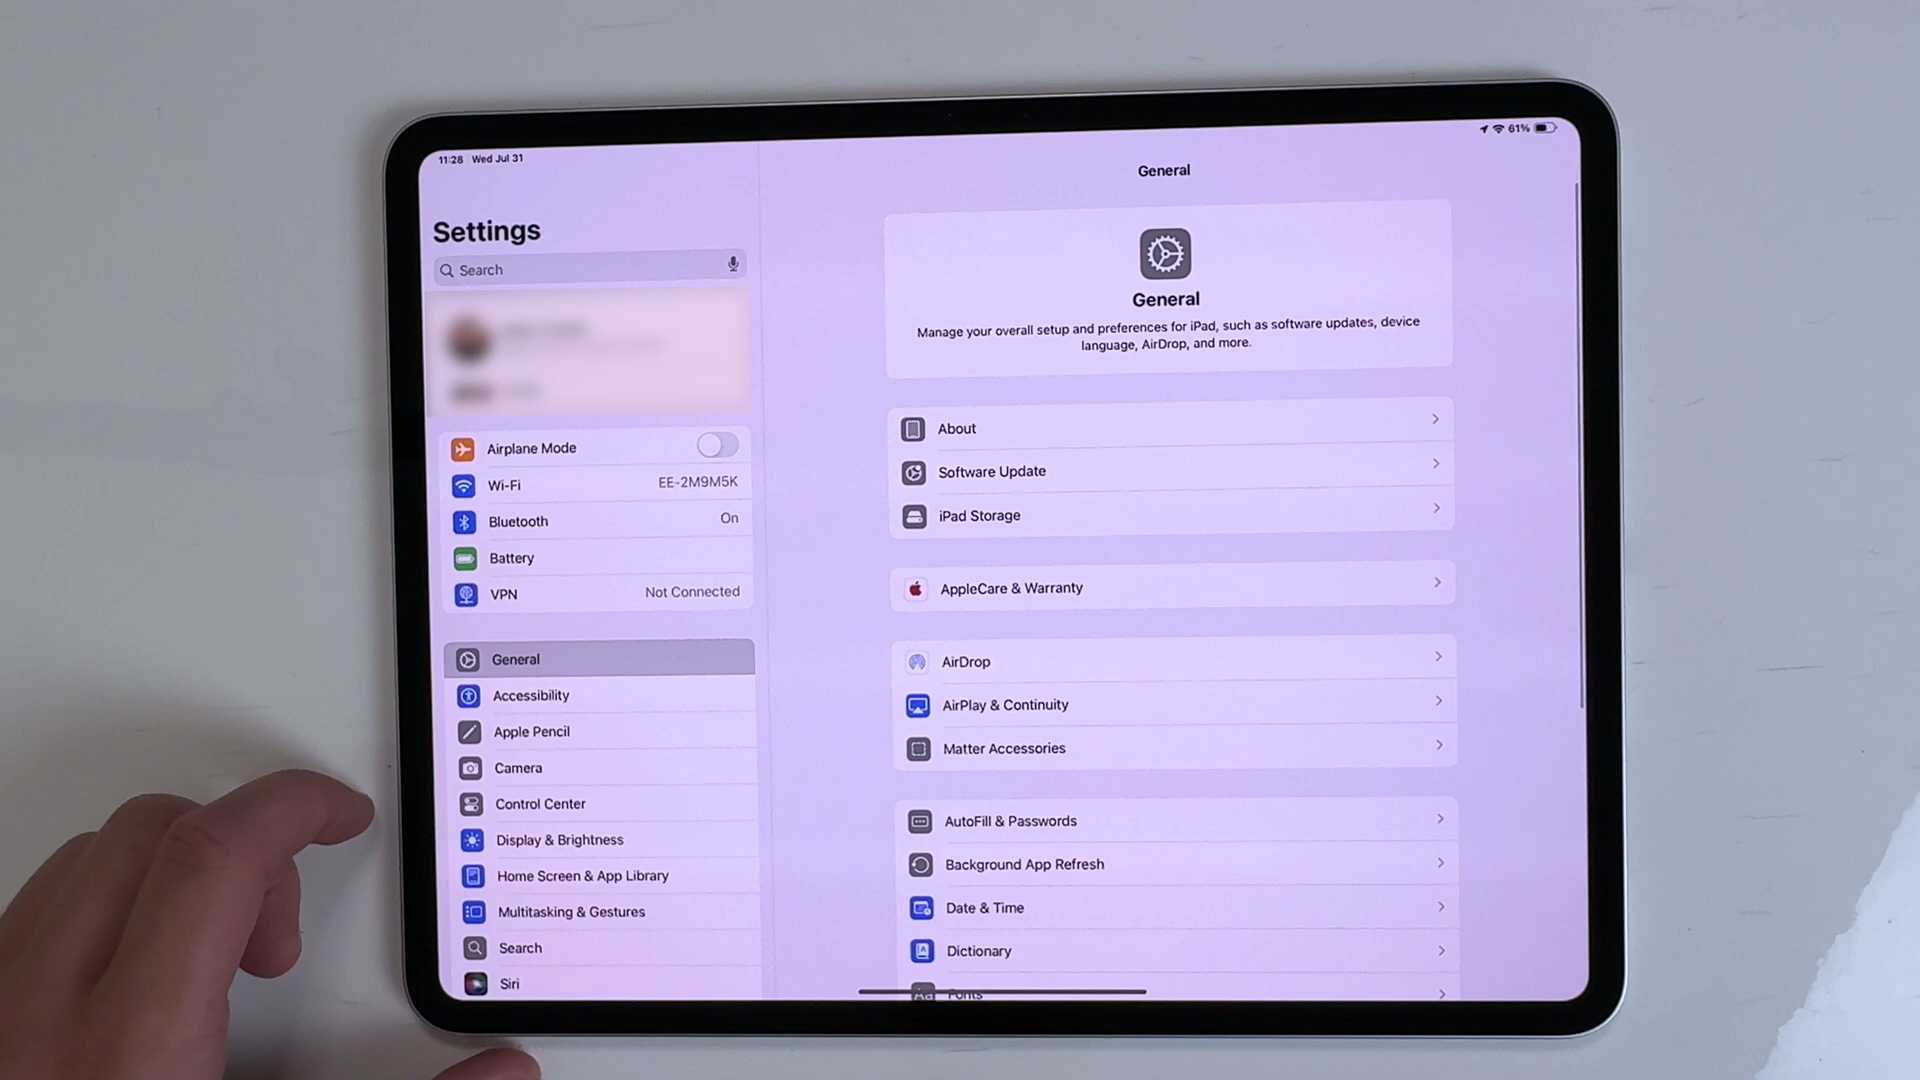 11:28 Wed Jul 31
61%
Settings
Search
Airplane Mode
Wi-Fi EE-2M9M5K
Bluetooth On
Battery
VPN Not Connected
General
Accessibility
Apple Pencil
Camera
Control Center
Display & Brightness
Home Screen & App Library
Multitasking & Gestures
Search
Siri
General
General
Manage your overall setup and preferences for iPad, such as software updates, device
language, AirDrop, and more.
About
Software Update
iPad Storage
AppleCare & Warranty
AirDrop
AirPlay & Continuity
Matter Accessories
AutoFill & Passwords
Background App Refresh
Date & Time
Dictionary
Fonts